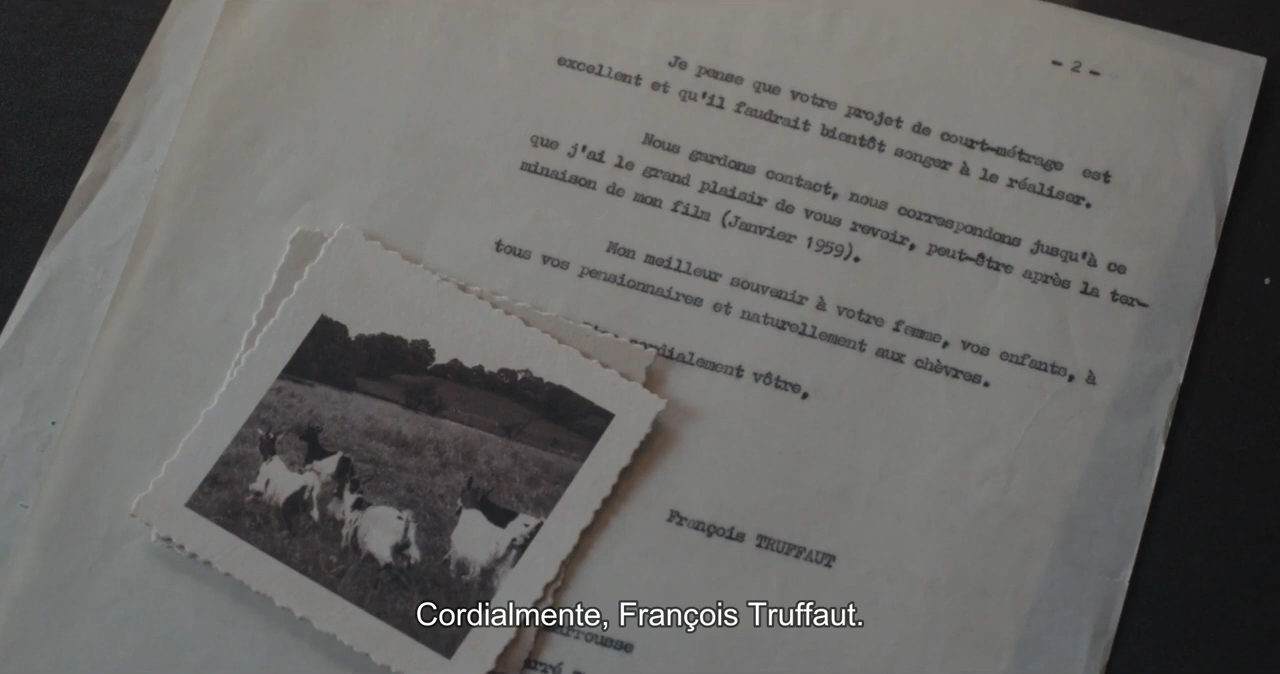 - 2 -
Je pense que votre projet de court-métrage est
excellent et qu'il faudrait bientôt songer à le réaliser.
Nous gardons contact, nous correspondons jusqu'à ce
que j'ai le grand plaisir de vous revoir, peut-être après la ter-
minaison de mon film (Janvier 1959).
Mon meilleur souvenir à votre femme, vos enfants, à
tous vos pensionnaires et naturellement aux chèvres.
cordialement vôtre,
François TRUFFAUT
Cordialmente, François Truffaut.